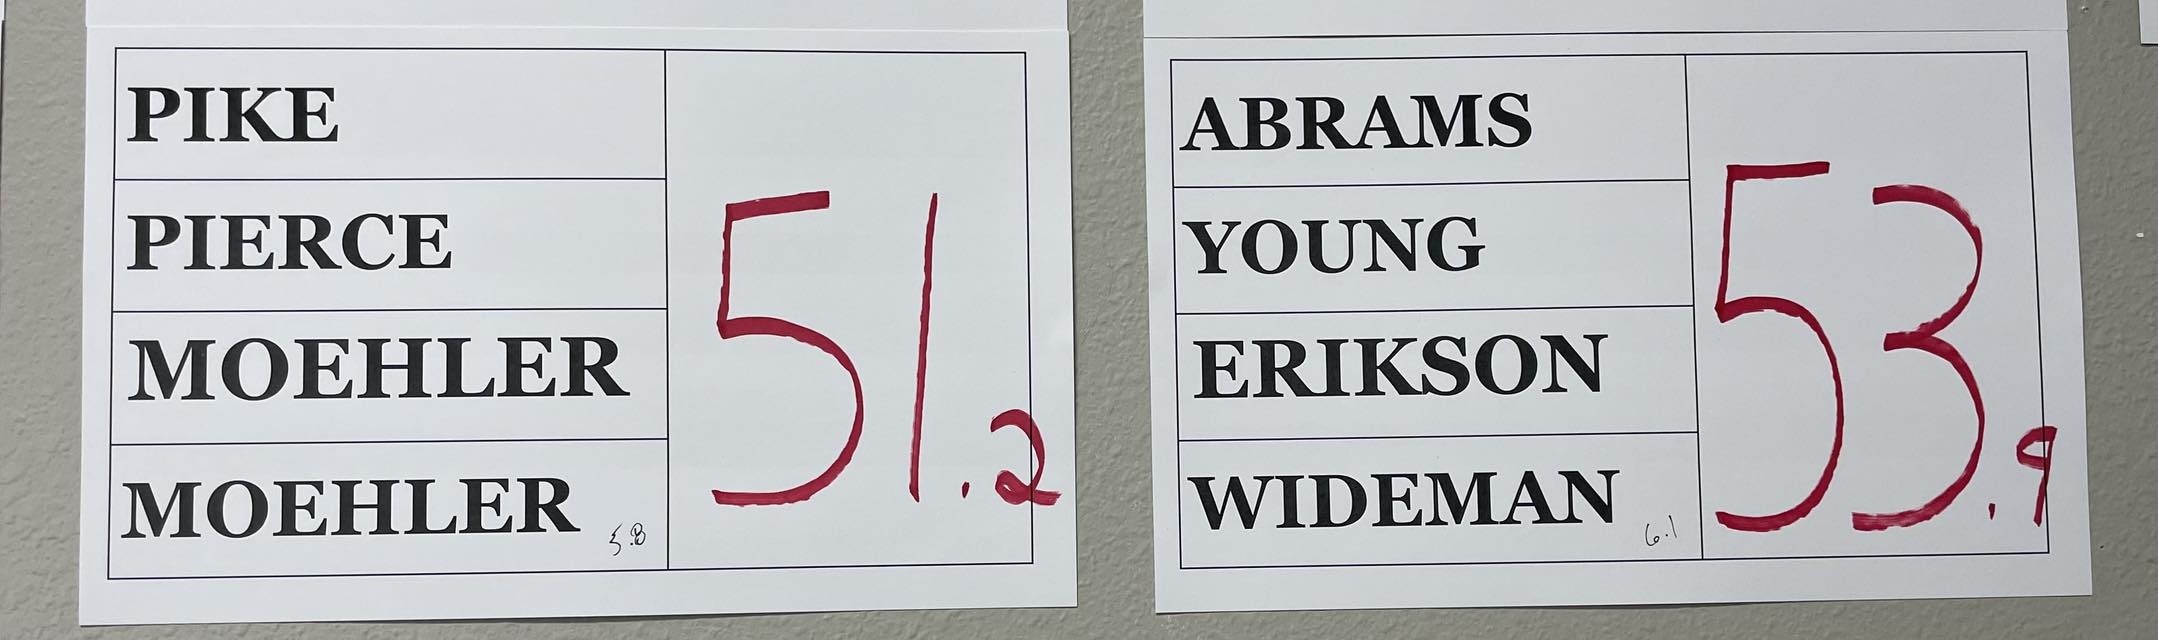 PIKE
PIERCE
MOEHLER
MOEHLER
5.8
51.2
ABRAMS
YOUNG
ERIKSON
WIDEMAN
6.1
53.9